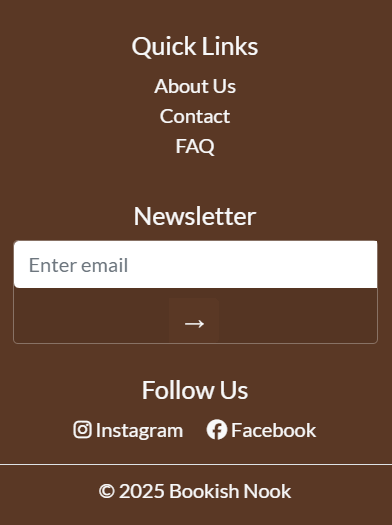 Quick Links
About Us
Contact
FAQ
Newsletter
Enter email
→
Follow Us
Instagram Facebook
© 2025 Bookish Nook